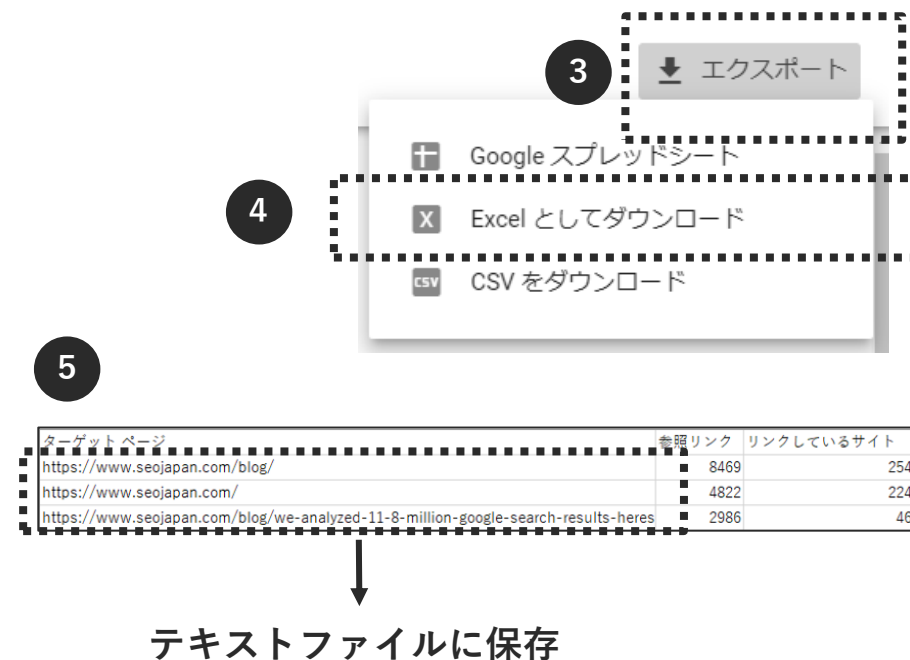 3
エクスポート
Google スプレッドシート
4
Excel としてダウンロード
CSV をダウンロード
5
ターゲット ページ 参照リンク リンクしているサイト
https://www.seojapan.com/blog/ 8469 254
https://www.seojapan.com/ 4822 224
https://www.seojapan.com/blog/we-analyzed-11-8-million-google-search-results-heres 2986 46
テキストファイルに保存